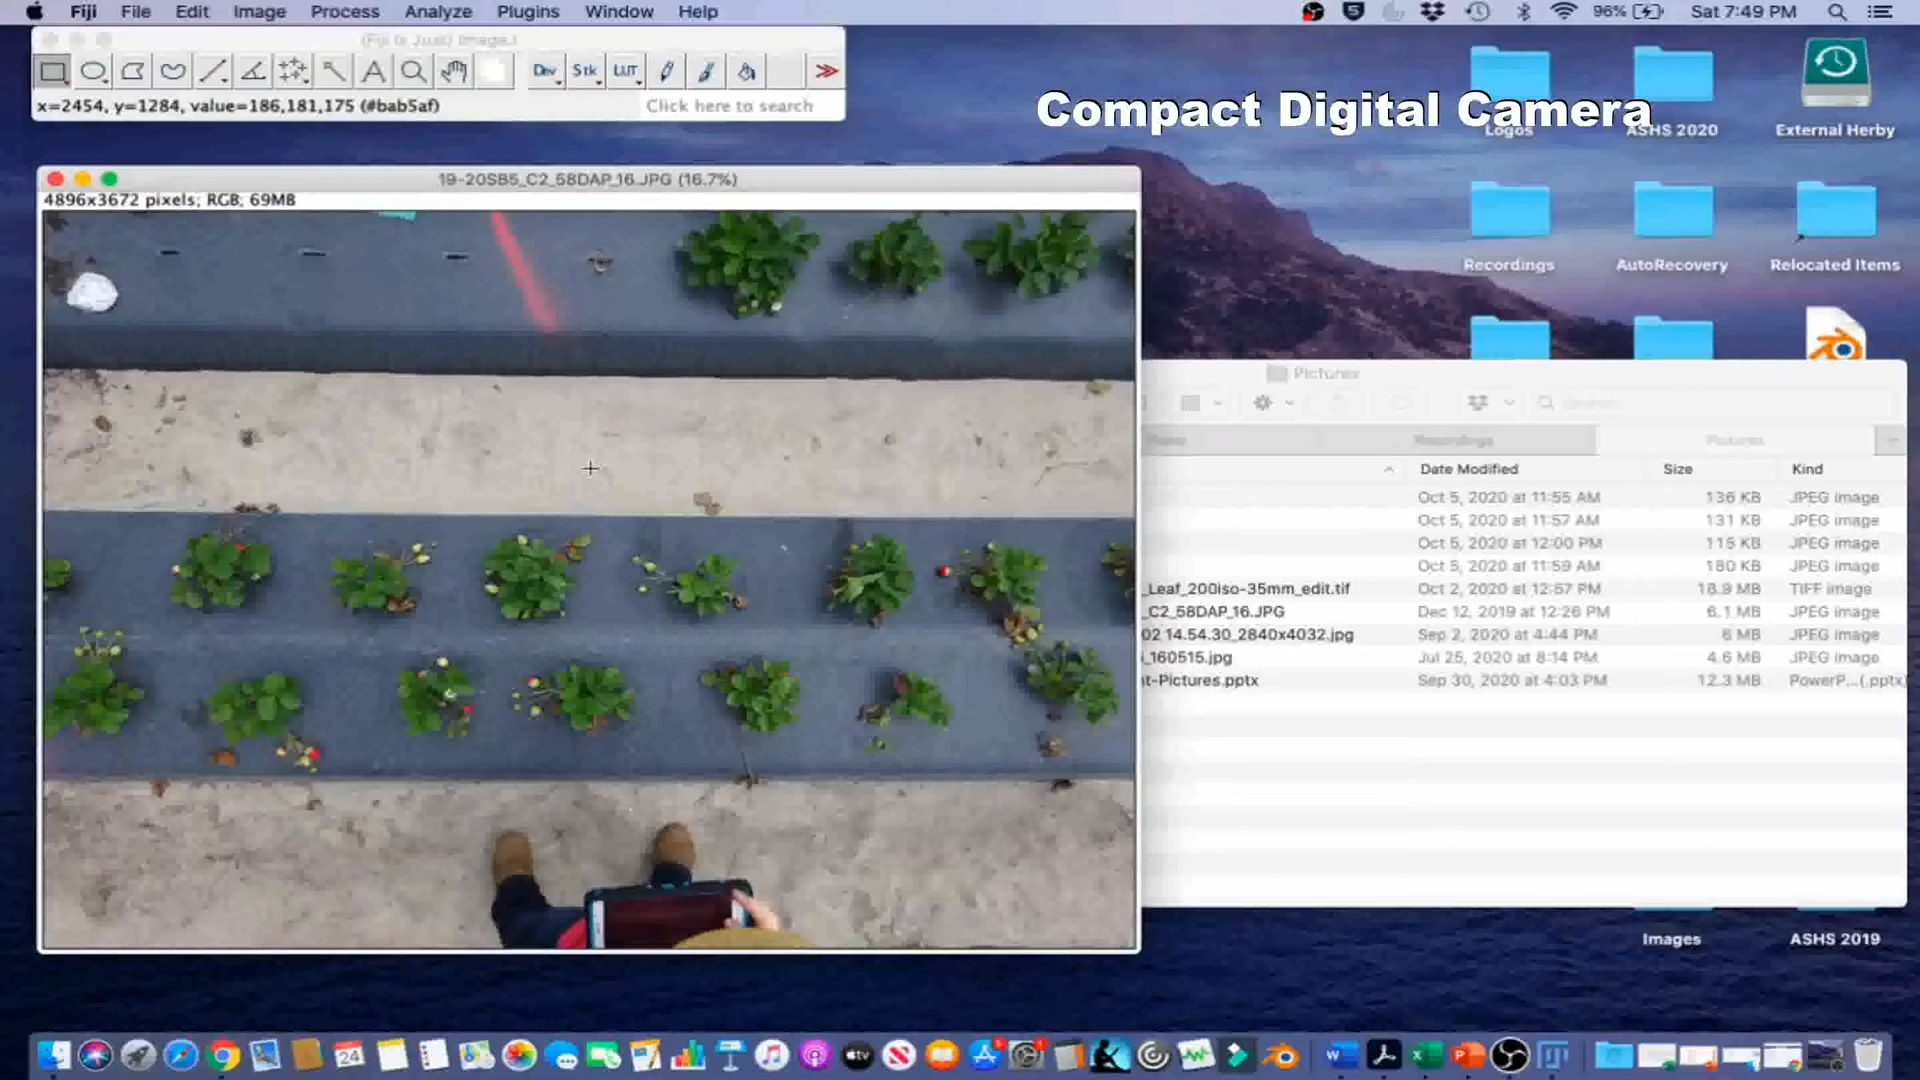 Fiji File Edit Image Process Analyze Plugins Window Help
96% Sat 7:49 PM
(Fiji Is Just) ImageJ
Dev Stk LUT
x=2454, y=1284, value=186,181,175 (#bab5af)
Click here to search
Compact Digital Camera
Logos
ASHS 2020
External Herby
19-20SB5_C2_58DAP_16.JPG (16.7%)
4896x3672 pixels; RGB; 69MB
Recordings
AutoRecovery
Relocated Items
Pictures
Search
Recordings
Pictures
Date Modified Size Kind
Oct 5, 2020 at 11:55 AM 136 KB JPEG image
Oct 5, 2020 at 11:57 AM 131 KB JPEG image
Oct 5, 2020 at 12:00 PM 115 KB JPEG image
Oct 5, 2020 at 11:59 AM 180 KB JPEG image
_Leaf_200iso-35mm_edit.tif Oct 2, 2020 at 12:57 PM 18.9 MB TIFF image
_C2_58DAP_16.JPG Dec 12, 2019 at 12:26 PM 6.1 MB JPEG image
02 14.54.30_2840x4032.jpg Sep 2, 2020 at 4:44 PM 6 MB JPEG image
_160515.jpg Jul 25, 2020 at 8:14 PM 4.6 MB JPEG image
t-Pictures.pptx Sep 30, 2020 at 4:03 PM 12.3 MB PowerP...(.pptx)
Images
ASHS 2019
24
tv